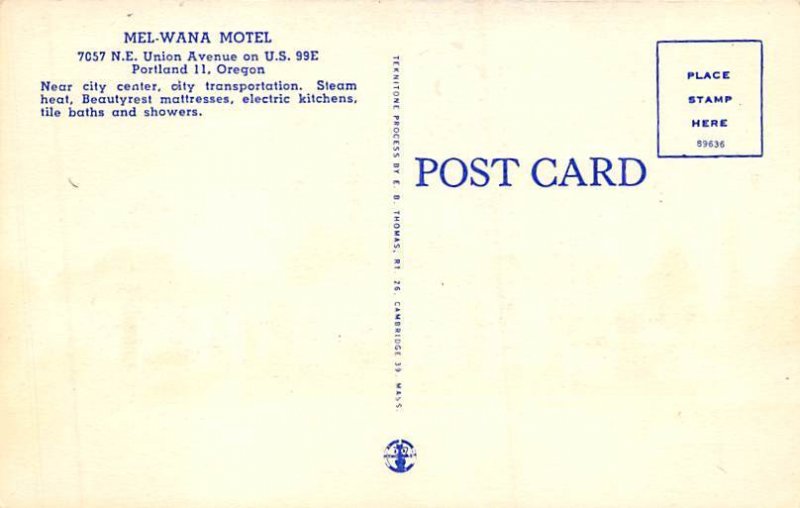 MEL-WANA MOTEL
7057 N.E. Union Avenue on U.S. 99E
Portland 11, Oregon
Near city center, city transportation. Steam
heat, Beautyrest mattresses, electric kitchens,
tile baths and showers.
TEKNITONE PROCESS BY E. B. THOMAS, Rt. 26, CAMBRIDGE 39, MASS.
POST CARD
PLACE
STAMP
HERE
89636